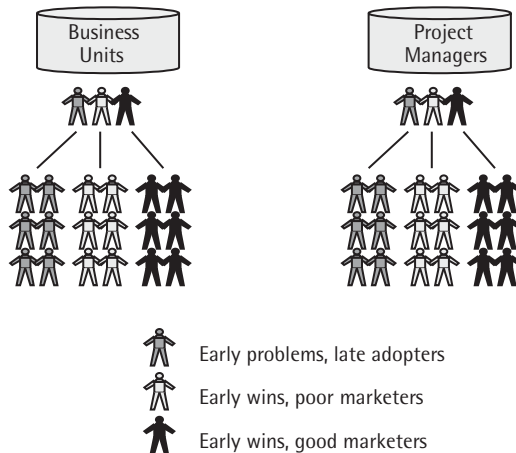 Business
Units
Project
Managers
Early problems, late adopters
Early wins, poor marketers
Early wins, good marketers